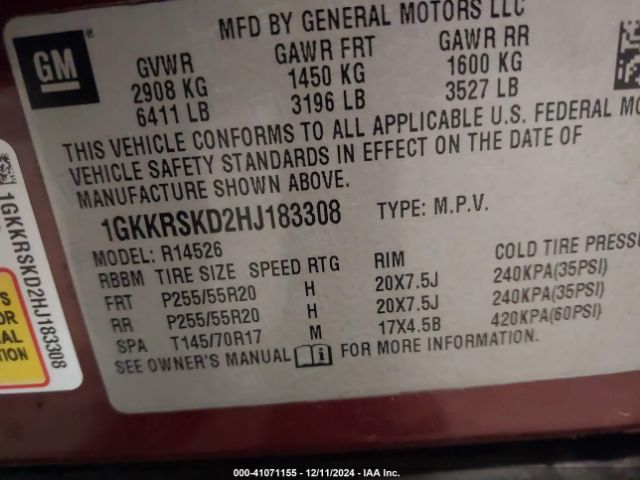 MFD BY GENERAL MOTORS LLC
GM
GVWR GAWR FRT GAWR RR
2908 KG 1450 KG 1600 KG
6411 LB 3196 LB 3527 LB
THIS VEHICLE CONFORMS TO ALL APPLICABLE U.S. FEDERAL MO
VEHICLE SAFETY STANDARDS IN EFFECT ON THE DATE OF
MANUFACTURE SHOWN ABOVE.
1GKKRSKD2HJ183308 TYPE: M.P.V.
MODEL: R14526
RBBM TIRE SIZE SPEED RTG RIM COLD TIRE PRESSU
FRT P255/55R20 H 20X7.5J 240KPA(35PSI)
RR P255/55R20 H 20X7.5J 240KPA(35PSI)
SPA T145/70R17 M 17X4.5B 420KPA(60PSI)
SEE OWNER'S MANUAL FOR MORE INFORMATION.
1GKKRSKD2HJ183308
S
OR
AL
TION
000-41071155 - 12/11/2024 - IAA Inc.